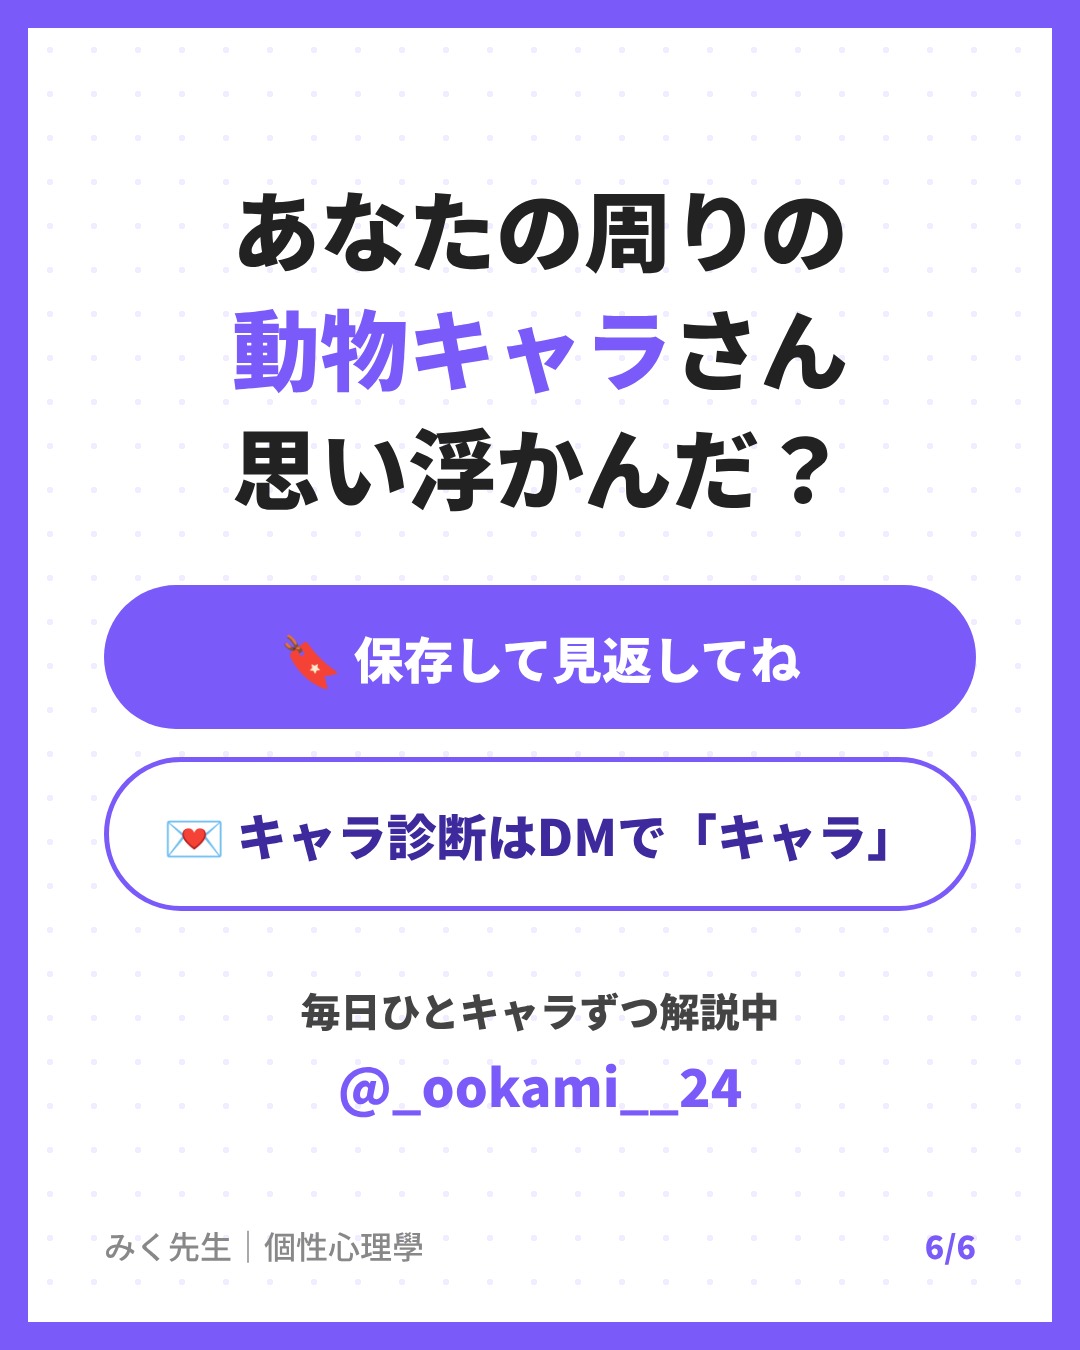 あなたの周りの
動物キャラさん
思い浮かんだ？
🔖 保存して見返してね
💌 キャラ診断はDMで「キャラ」
毎日ひとキャラずつ解説中
@_ookami__24
みく先生｜個性心理學
6/6